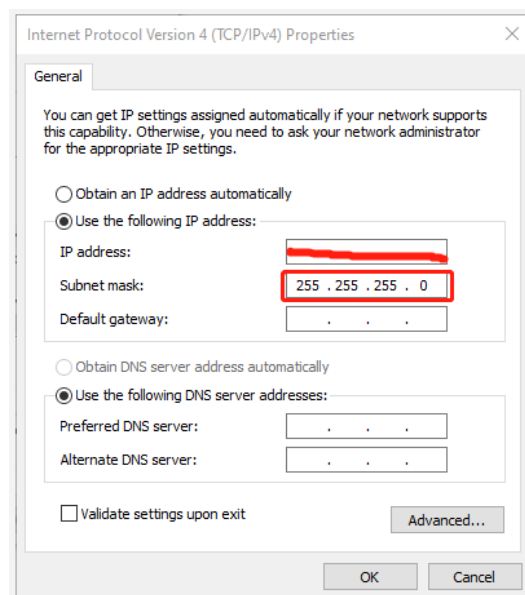 Internet Protocol Version 4 (TCP/IPv4) Properties
General
You can get IP settings assigned automatically if your network supports
this capability. Otherwise, you need to ask your network administrator
for the appropriate IP settings.
Obtain an IP address automatically
Use the following IP address:
IP address:
Subnet mask: 255 . 255 . 255 . 0
Default gateway: . . .
Obtain DNS server address automatically
Use the following DNS server addresses:
Preferred DNS server: . . .
Alternate DNS server: . . .
Validate settings upon exit
Advanced...
OK Cancel